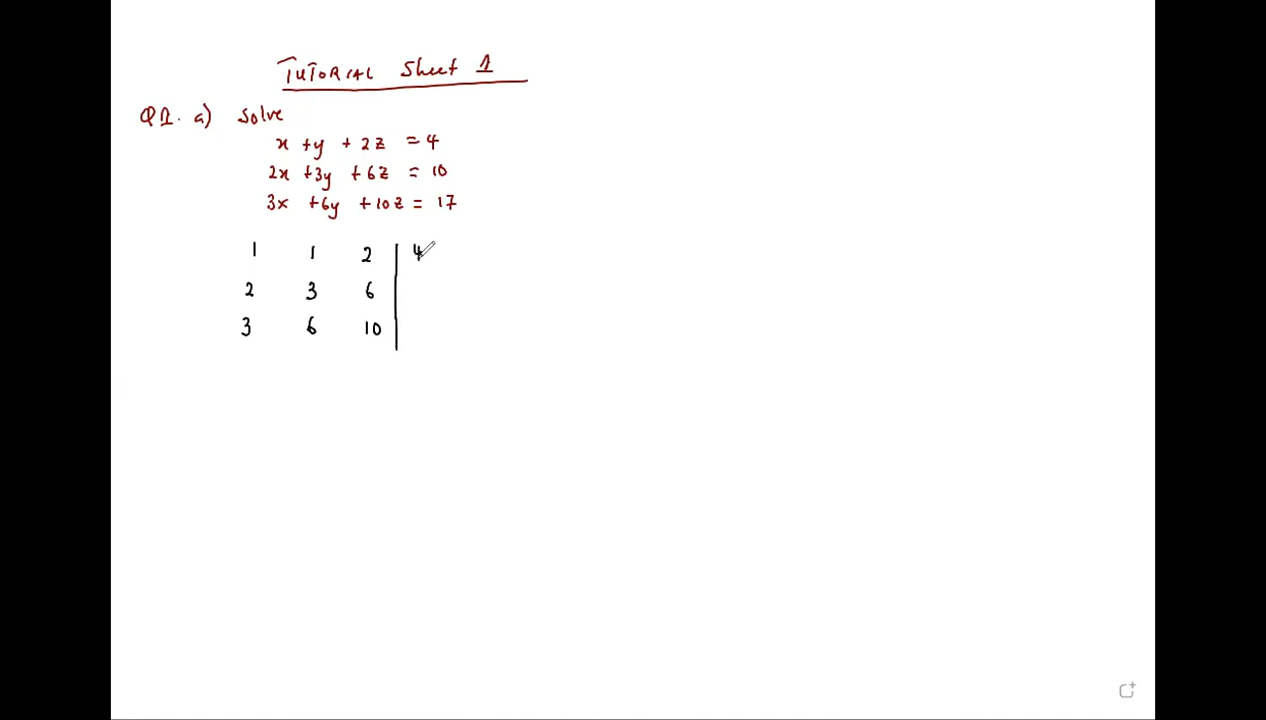 TUTORIAL Sheet 1
Q1. a) Solve
x + y + 2z = 4
2x + 3y + 6z = 10
3x + 6y + 10z = 17
1 1 2 | 4
2 3 6 |
3 6 10 |